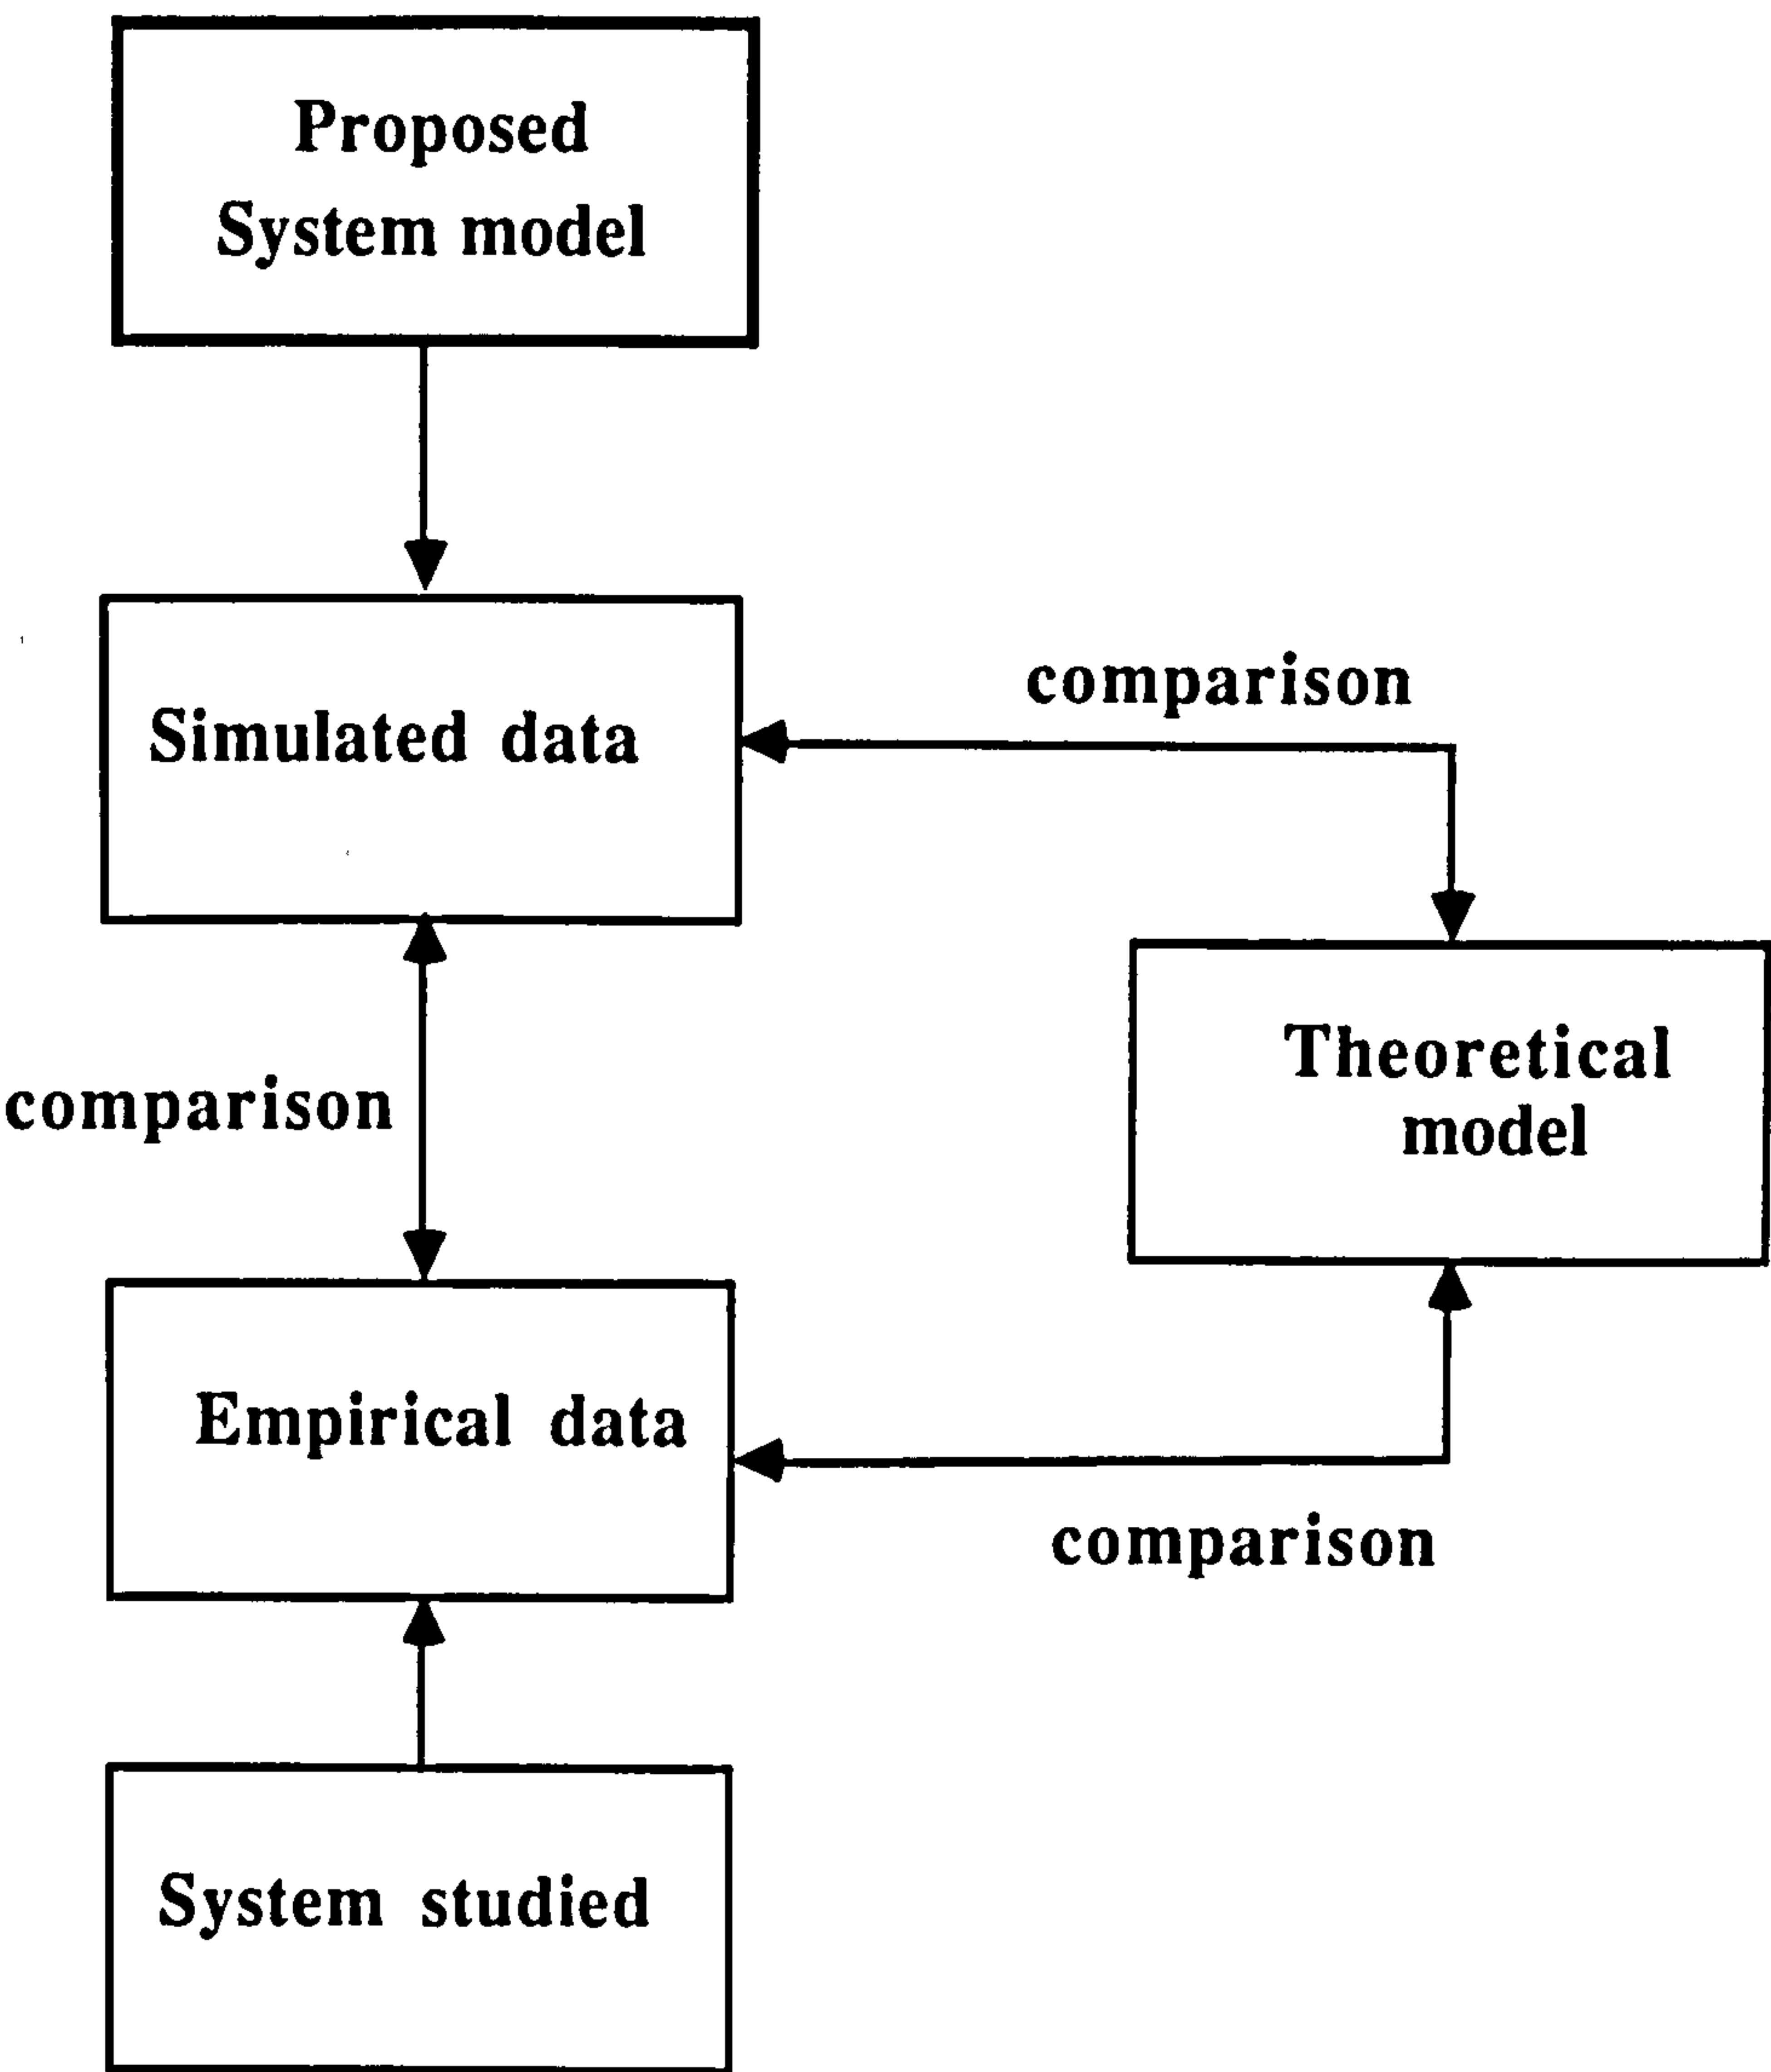 Proposed
System model
Simulated data
comparison
comparison
Theoretical
model
Empirical data
comparison
System studied